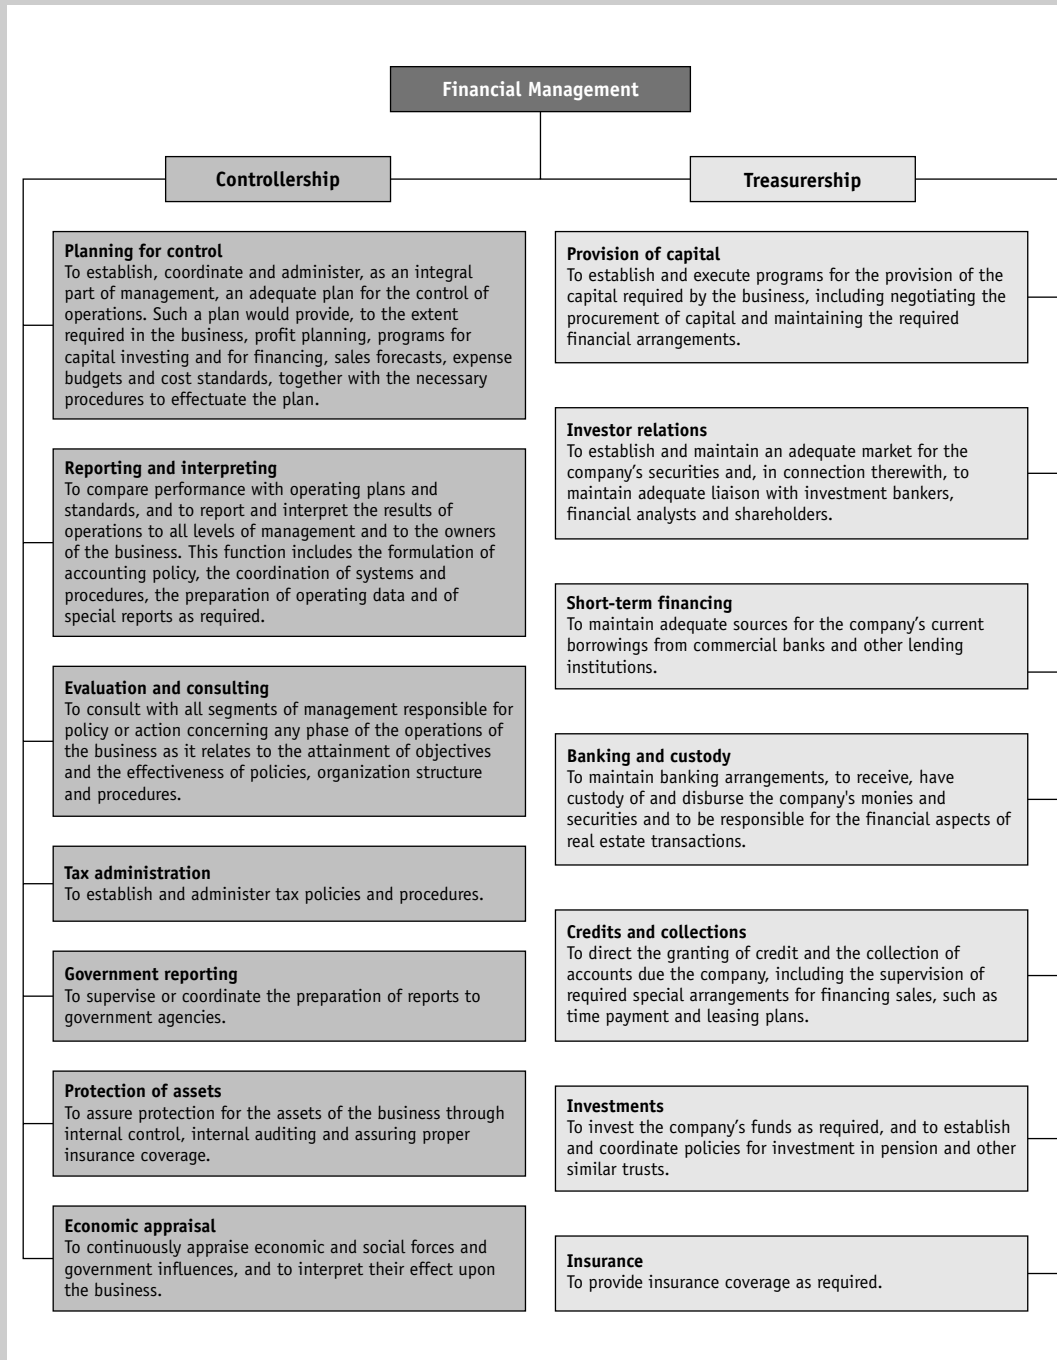 Financial Management
Controllership
Planning for control
To establish, coordinate and administer, as an integral
part of management, an adequate plan for the control of
operations. Such a plan would provide, to the extent
required in the business, profit planning, programs for
capital investing and for financing, sales forecasts, expense
budgets and cost standards, together with the necessary
procedures to effectuate the plan.
Reporting and interpreting
To compare performance with operating plans and
standards, and to report and interpret the results of
operations to all levels of management and to the owners
of the business. This function includes the formulation of
accounting policy, the coordination of systems and
procedures, the preparation of operating data and of
special reports as required.
Evaluation and consulting
To consult with all segments of management responsible for
policy or action concerning any phase of the operations of
the business as it relates to the attainment of objectives
and the effectiveness of policies, organization structure
and procedures.
Tax administration
To establish and administer tax policies and procedures.
Government reporting
To supervise or coordinate the preparation of reports to
government agencies.
Protection of assets
To assure protection for the assets of the business through
internal control, internal auditing and assuring proper
insurance coverage.
Economic appraisal
To continuously appraise economic and social forces and
government influences, and to interpret their effect upon
the business.
Treasurership
Provision of capital
To establish and execute programs for the provision of the
capital required by the business, including negotiating the
procurement of capital and maintaining the required
financial arrangements.
Investor relations
To establish and maintain an adequate market for the
company's securities and, in connection therewith, to
maintain adequate liaison with investment bankers,
financial analysts and shareholders.
Short-term financing
To maintain adequate sources for the company's current
borrowings from commercial banks and other lending
institutions.
Banking and custody
To maintain banking arrangements, to receive, have
custody of and disburse the company's monies and
securities and to be responsible for the financial aspects of
real estate transactions.
Credits and collections
To direct the granting of credit and the collection of
accounts due the company, including the supervision of
required special arrangements for financing sales, such as
time payment and leasing plans.
Investments
To invest the company's funds as required, and to establish
and coordinate policies for investment in pension and other
similar trusts.
Insurance
To provide insurance coverage as required.